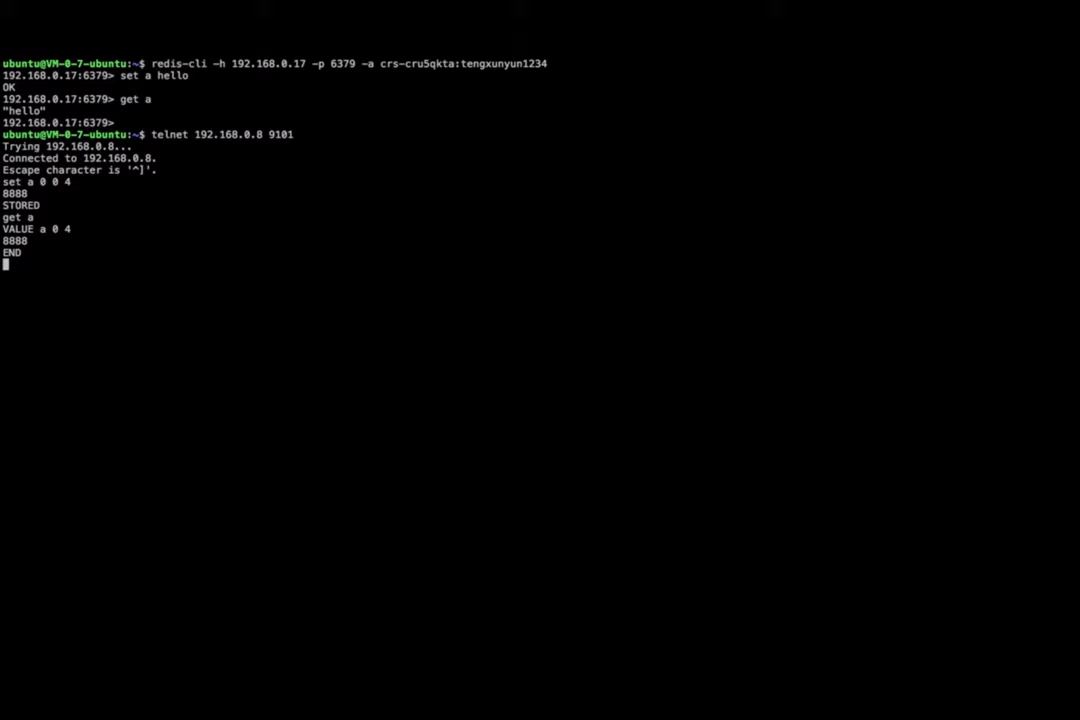 ubuntu@VM-0-7-ubuntu:~$ redis-cli -h 192.168.0.17 -p 6379 -a crs-cru5qkta:tengxunyun1234
192.168.0.17:6379> set a hello
OK
192.168.0.17:6379> get a
"hello"
192.168.0.17:6379>
ubuntu@VM-0-7-ubuntu:~$ telnet 192.168.0.8 9101
Trying 192.168.0.8...
Connected to 192.168.0.8.
Escape character is '^]'.
set a 0 0 4
8888
STORED
get a
VALUE a 0 4
8888
END